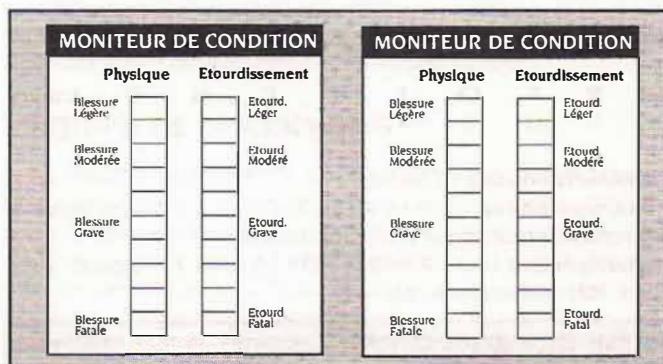 MONITEUR DE CONDITION
Physique Etourdissement
Blessure Légère
Etourd. Léger
Blessure Modérée
Etourd Modéré
Blessure Grave
Etourd. Grave
Blessure Fatale
Etourd Fatal
MONITEUR DE CONDITION
Physique Etourdissement
Blessure Légère
Etourd. Léger
Blessure Modérée
Etourd. Modéré
Blessure Grave
Etourd. Grave
Blessure Fatale
Etourd. Fatal